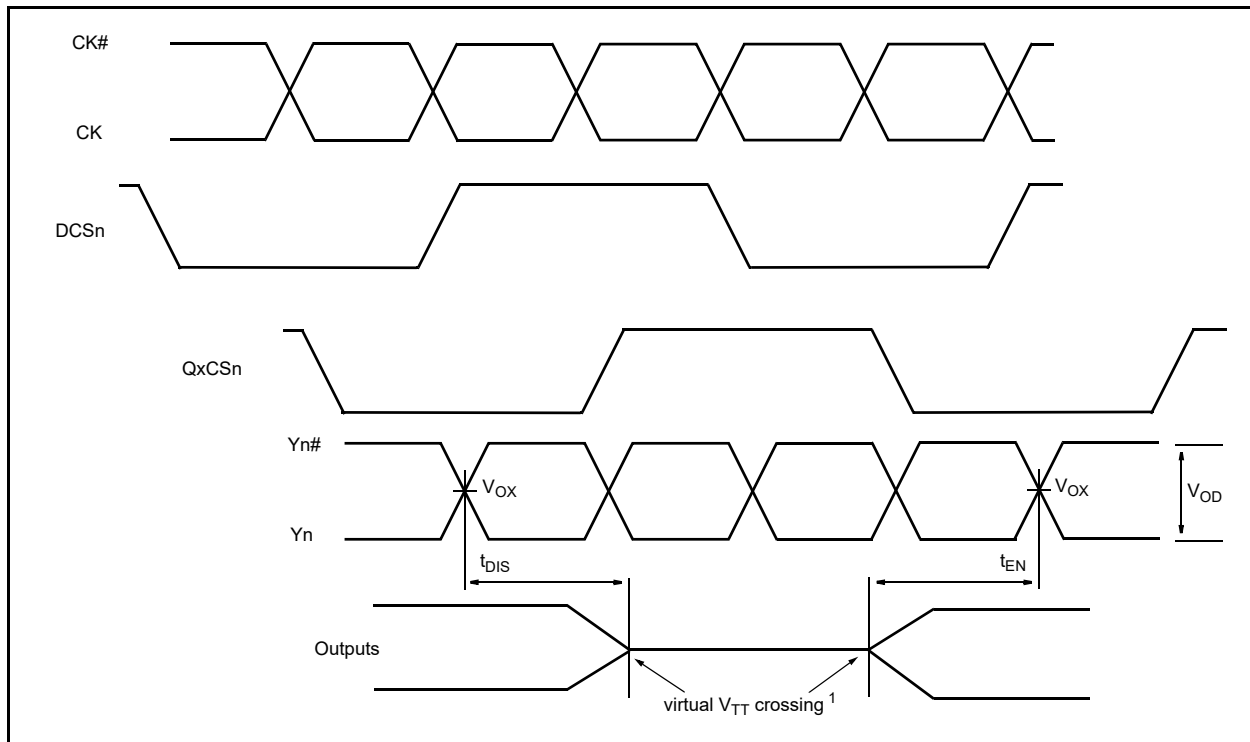 CK#
CK
DCSn
QxCSn
Yn#
VOX
VOX
VOD
Yn
tDIS
tEN
Outputs
virtual VTT crossing 1